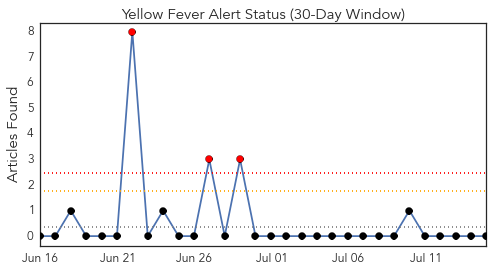 Yellow Fever Alert Status (30-Day Window)
Articles Found
8
7
6
5
4
3
2
1
0
Jun 16
Jun 21
Jun 26
Jul 01
Jul 06
Jul 11